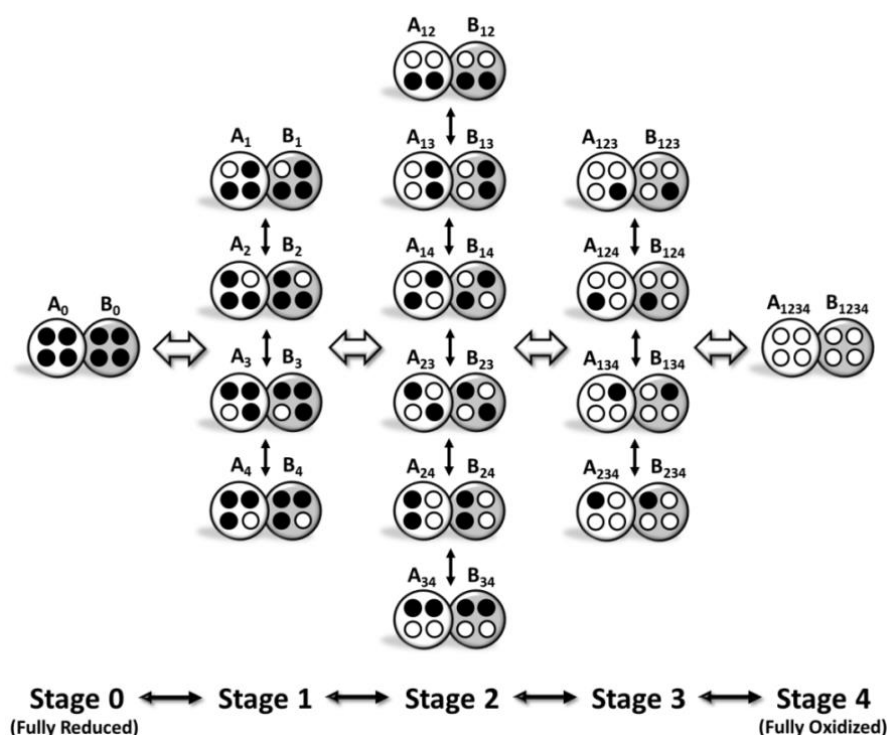 A₁₂ B₁₂
A₁ B₁
A₁₃ B₁₃
A₁₂₃ B₁₂₃
A₂ B₂
A₁₄ B₁₄
A₁₂₄ B₁₂₄
A₀ B₀
A₁₂₃₄ B₁₂₃₄
A₃ B₃
A₂₃ B₂₃
A₁₃₄ B₁₃₄
A₄ B₄
A₂₄ B₂₄
A₂₃₄ B₂₃₄
A₃₄ B₃₄
Stage 0 Stage 1 Stage 2 Stage 3 Stage 4
(Fully Reduced) (Fully Oxidized)